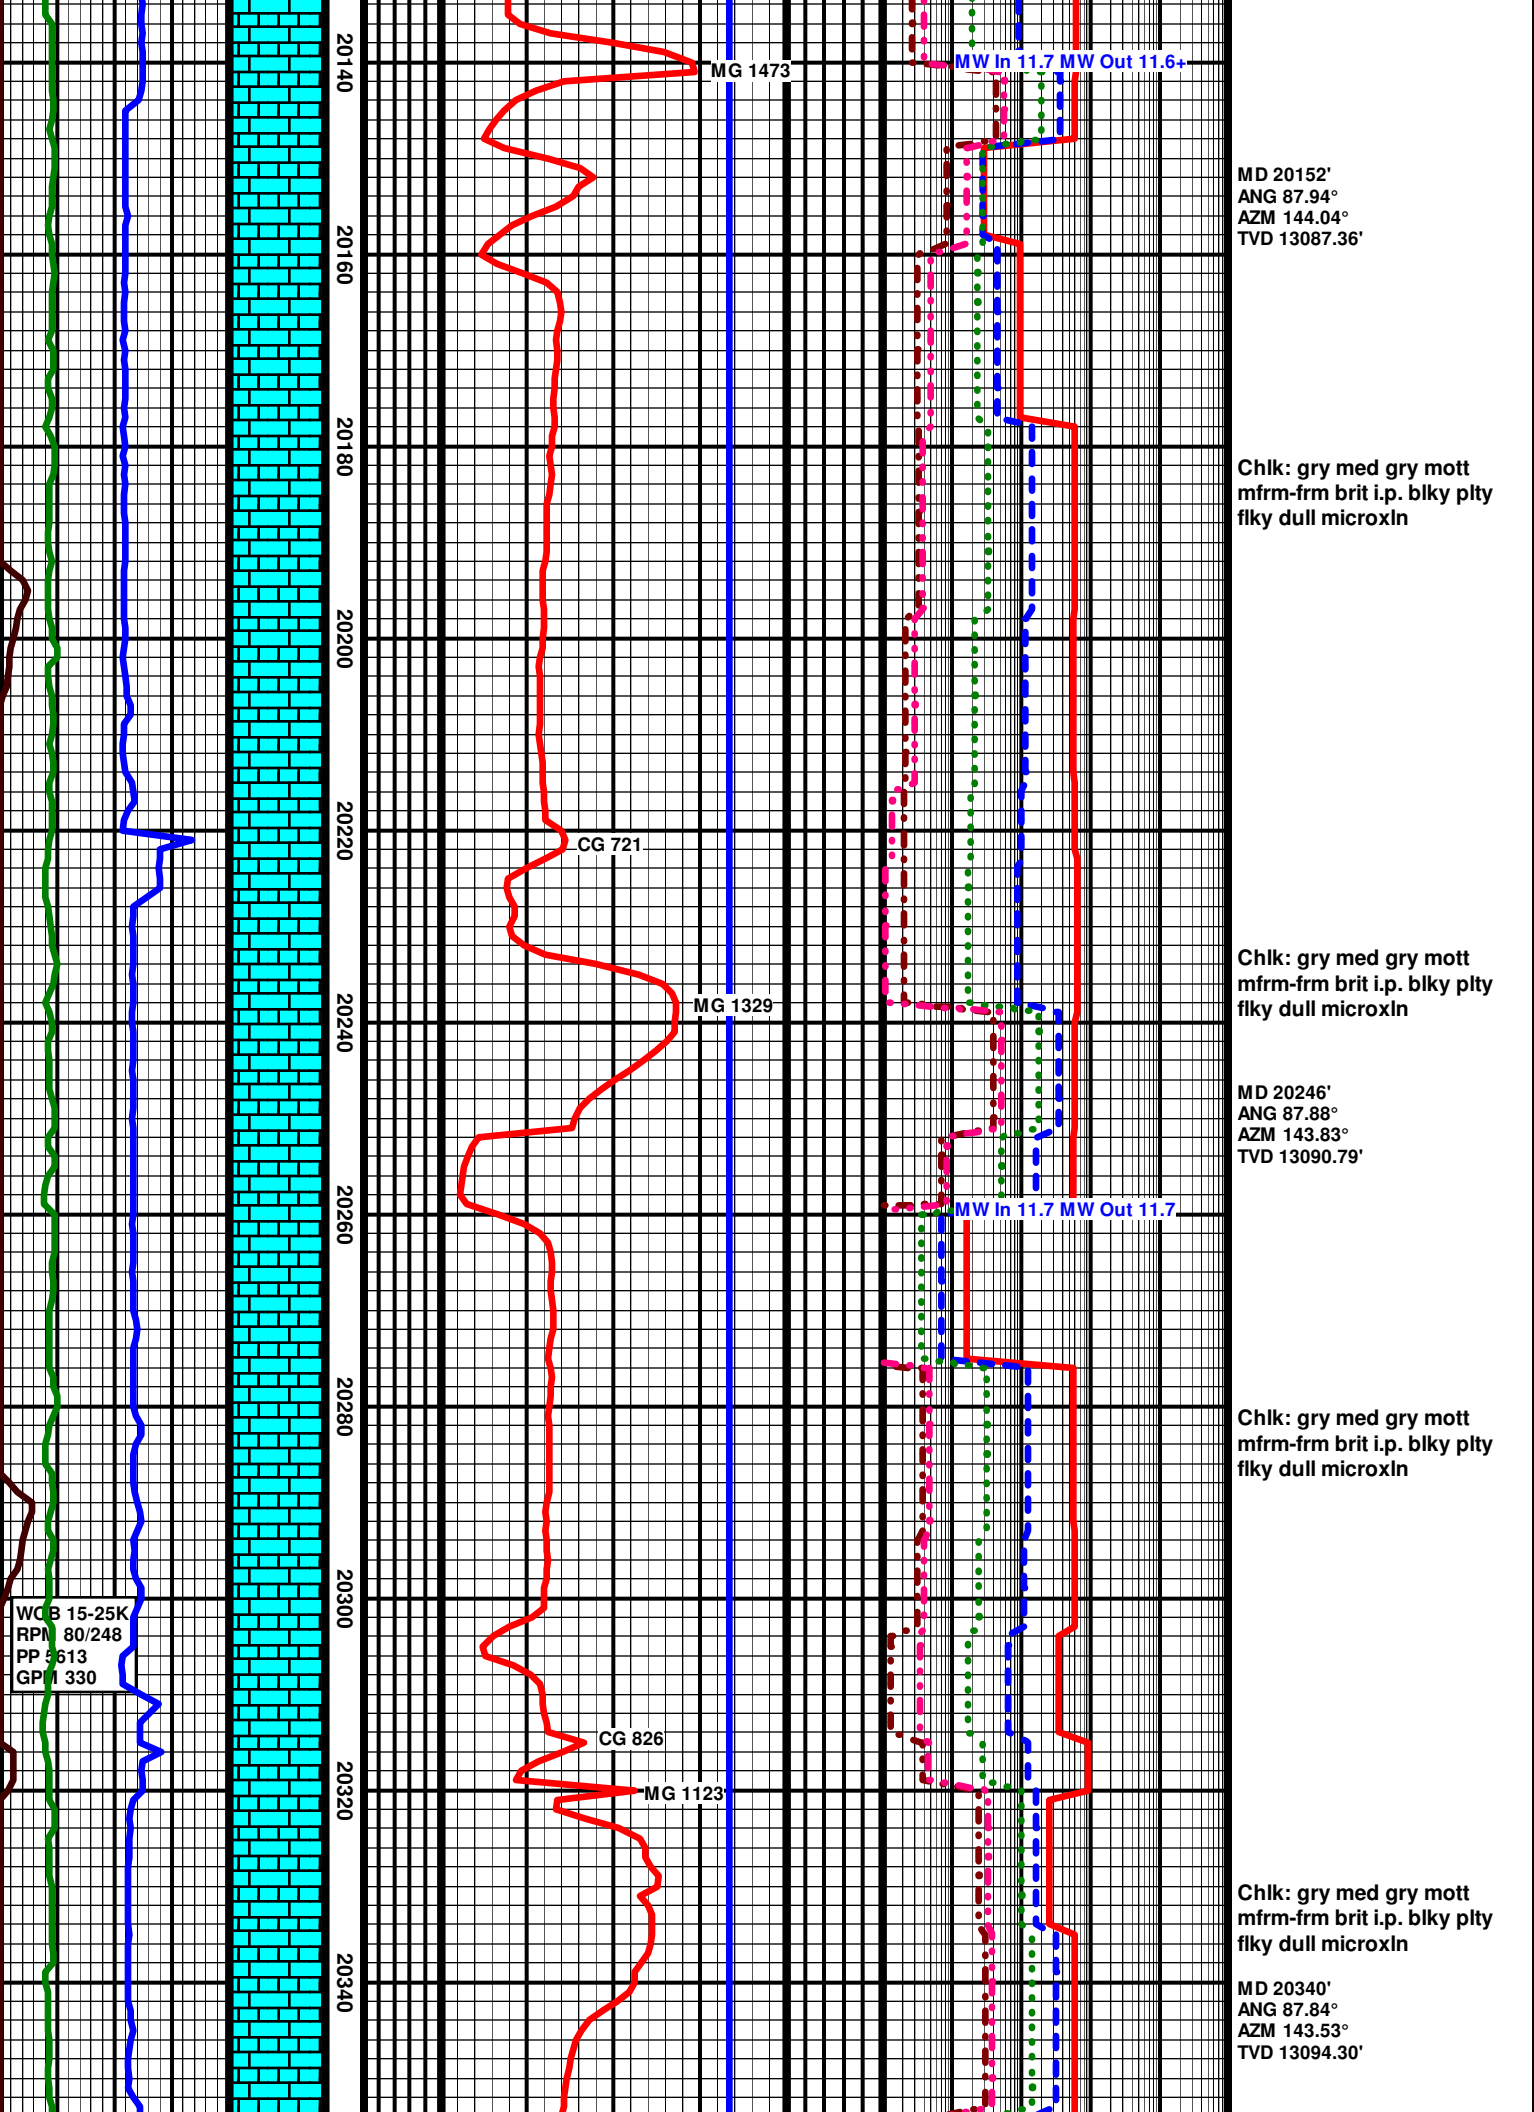 20140
MG 1473
MW In 11.7 MW Out 11.6+
MD 20152'
ANG 87.94°
AZM 144.04°
TVD 13087.36'
20160
20180
Chlk: gry med gry mott
mfrm-frm brit i.p. blky plty
flky dull microxln
20200
20220
CG 721
Chlk: gry med gry mott
mfrm-frm brit i.p. blky plty
flky dull microxln
MG 1329
20240
MD 20246'
ANG 87.88°
AZM 143.83°
TVD 13090.79'
20260
MW In 11.7 MW Out 11.7
20280
Chlk: gry med gry mott
mfrm-frm brit i.p. blky plty
flky dull microxln
20300
WOB 15-25K
RPM 80/248
PP 5613
GPM 330
CG 826
MG 1123
20320
Chlk: gry med gry mott
mfrm-frm brit i.p. blky plty
flky dull microxln
20340
MD 20340'
ANG 87.84°
AZM 143.53°
TVD 13094.30'